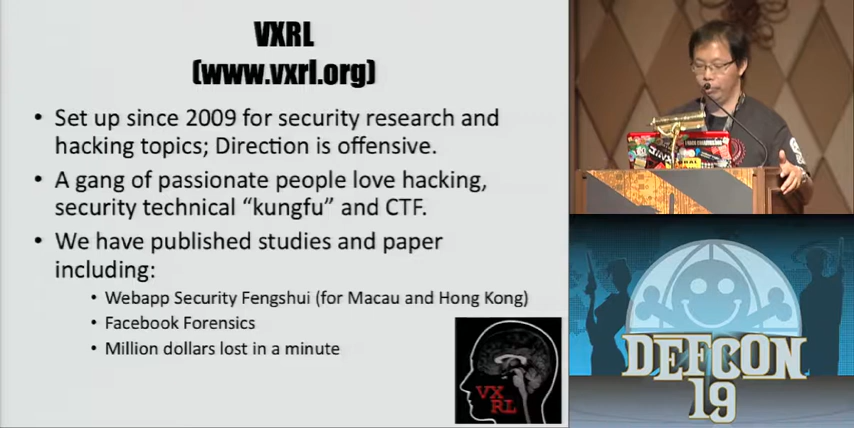 VXRL
(www.vxrl.org)
• Set up since 2009 for security research and
hacking topics; Direction is offensive.
• A gang of passionate people love hacking,
security technical “kungfu” and CTF.
• We have published studies and paper
including:
• Webapp Security Fengshui (for Macau and Hong Kong)
• Facebook Forensics
• Million dollars lost in a minute
VX
RL
DEFCON
19